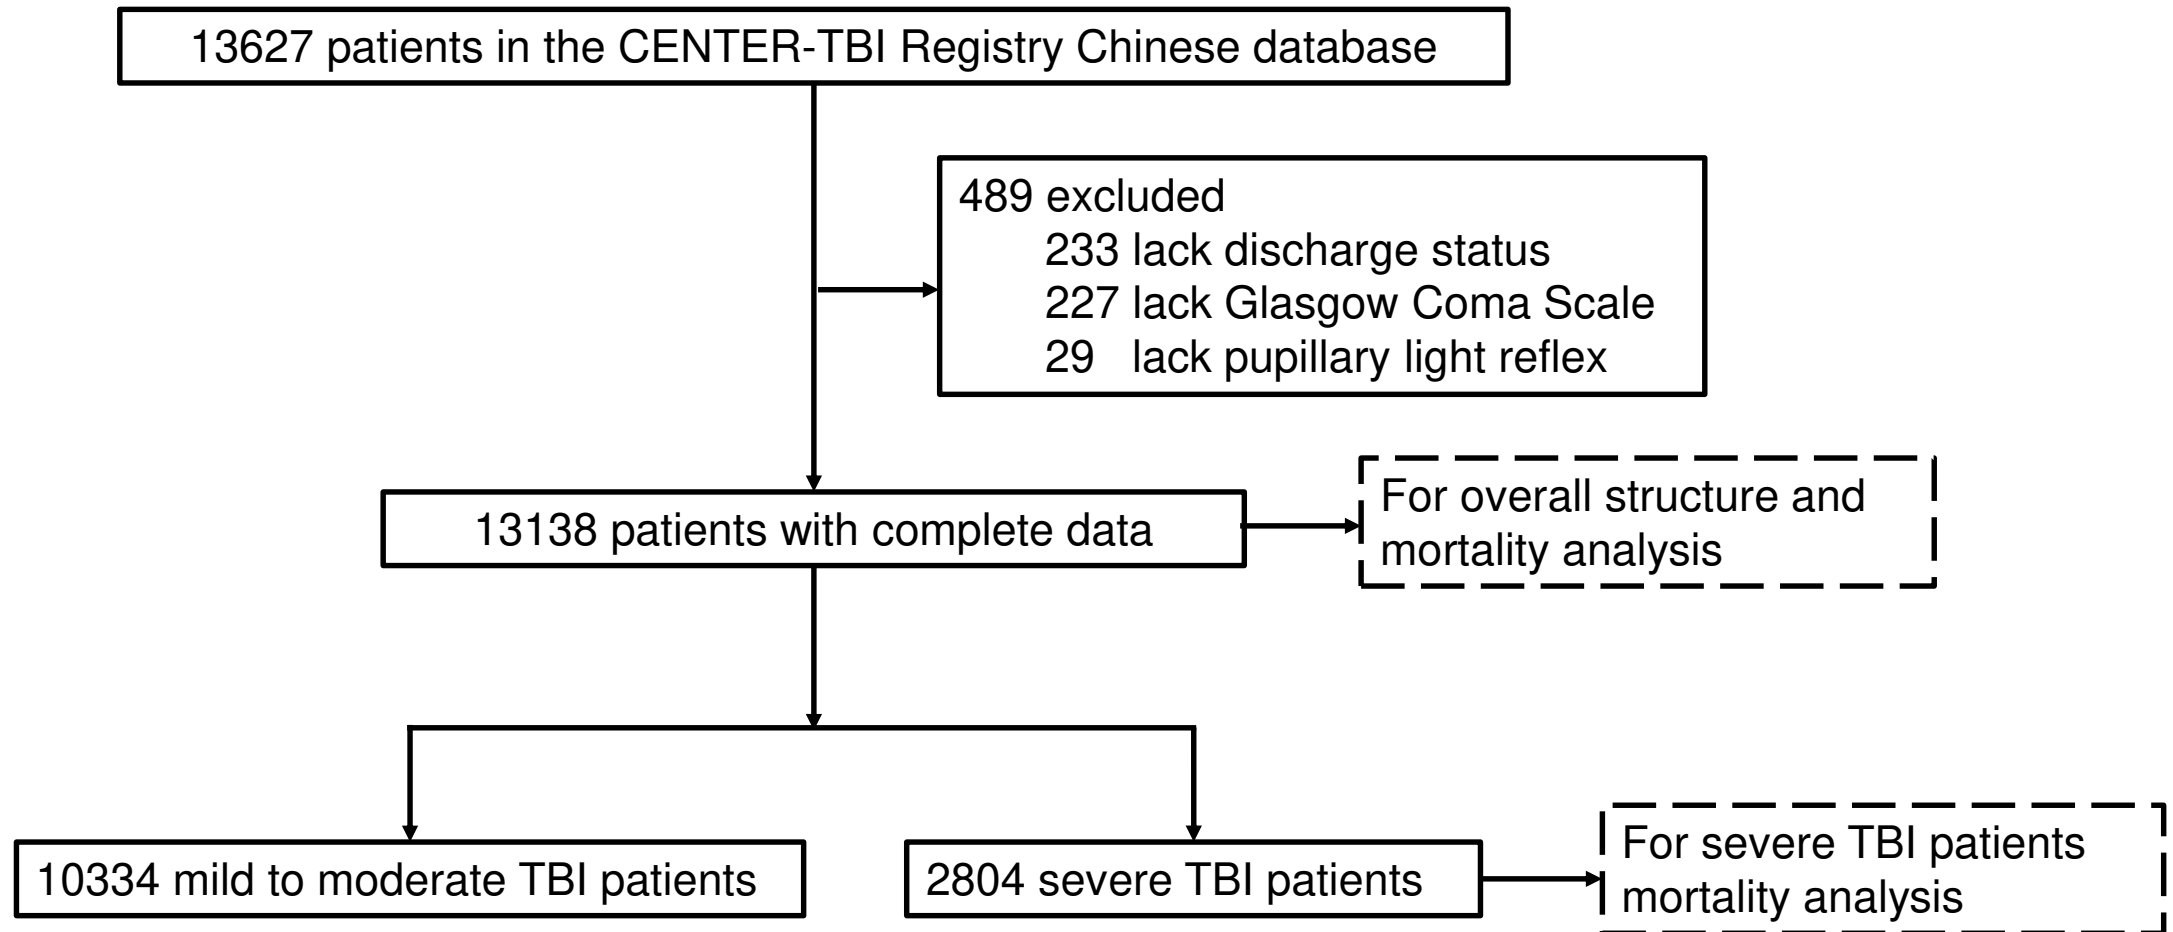 13627 patients in the CENTER-TBI Registry Chinese database
489 excluded
233 lack discharge status
227 lack Glasgow Coma Scale
29 lack pupillary light reflex
13138 patients with complete data
For overall structure and
mortality analysis
10334 mild to moderate TBI patients
2804 severe TBI patients
For severe TBI patients
mortality analysis